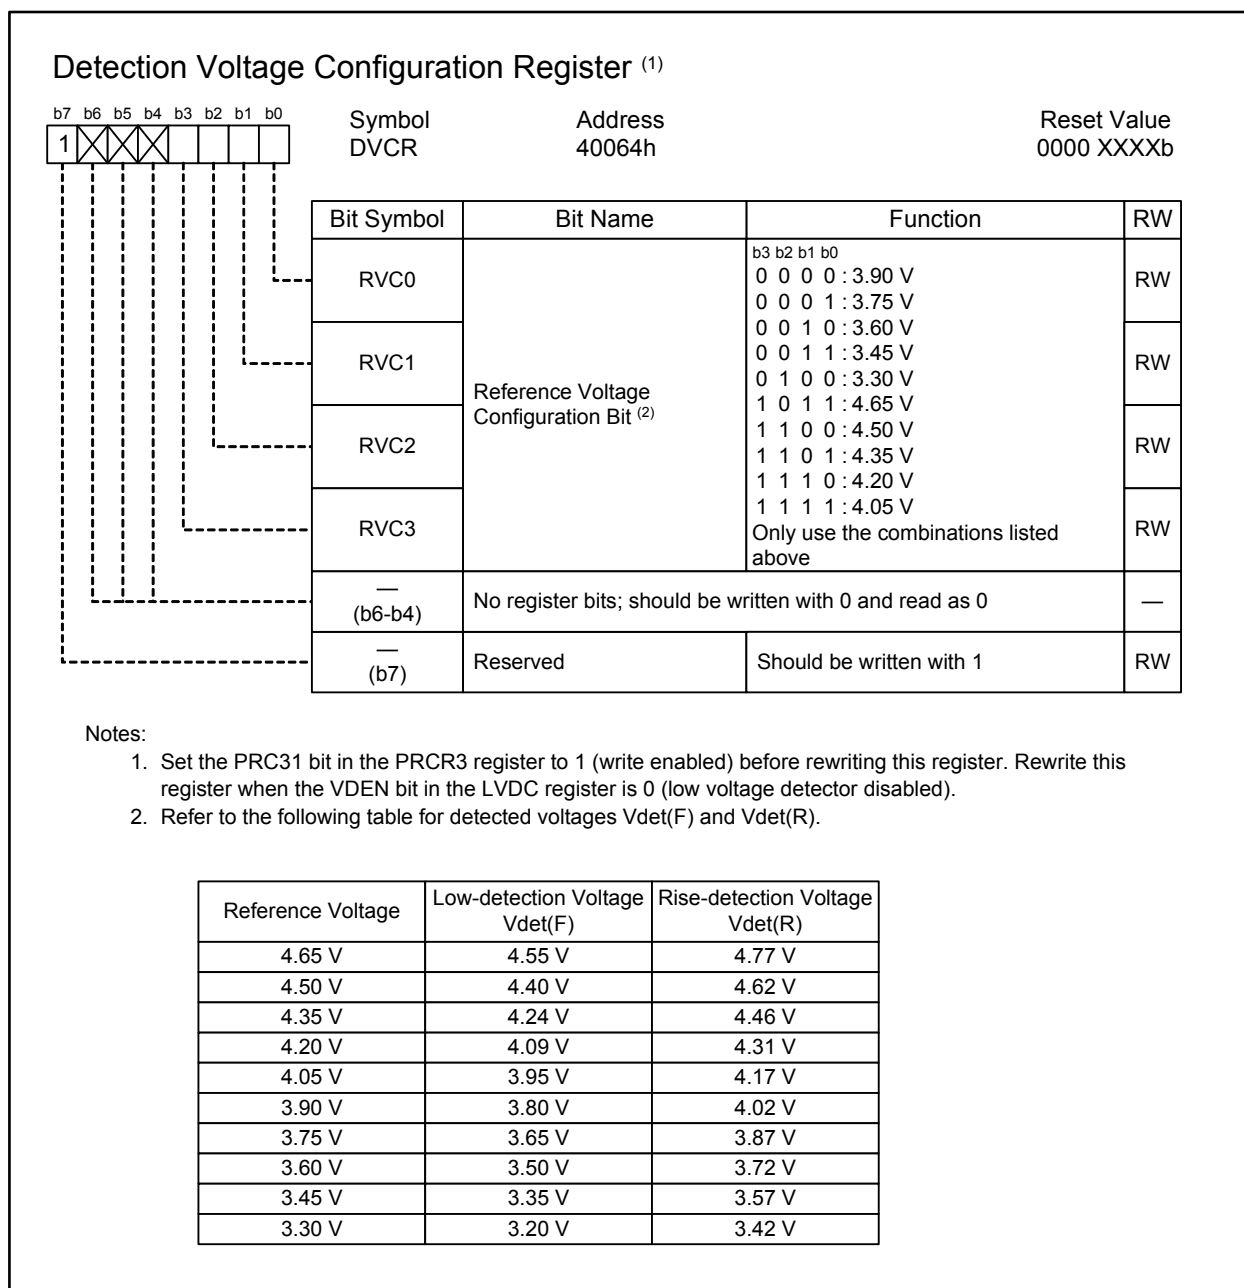 Detection Voltage Configuration Register (1)
b7 b6 b5 b4 b3 b2 b1 b0
1
Symbol Address Reset Value
DVCR 40064h 0000 XXXXb
Bit Symbol Bit Name Function RW
RVC0 RW
RVC1 RW
RVC2 RW
RVC3 RW
Reference Voltage
Configuration Bit (2)
b3 b2 b1 b0
0 0 0 0 : 3.90 V
0 0 0 1 : 3.75 V
0 0 1 0 : 3.60 V
0 0 1 1 : 3.45 V
0 1 0 0 : 3.30 V
1 0 1 1 : 4.65 V
1 1 0 0 : 4.50 V
1 1 0 1 : 4.35 V
1 1 1 0 : 4.20 V
1 1 1 1 : 4.05 V
Only use the combinations listed
above
—
(b6-b4) No register bits; should be written with 0 and read as 0 —
—
(b7) Reserved Should be written with 1 RW
Notes:
1. Set the PRC31 bit in the PRCR3 register to 1 (write enabled) before rewriting this register. Rewrite this
register when the VDEN bit in the LVDC register is 0 (low voltage detector disabled).
2. Refer to the following table for detected voltages Vdet(F) and Vdet(R).
Reference Voltage Low-detection Voltage Rise-detection Voltage
Vdet(F) Vdet(R)
4.65 V 4.55 V 4.77 V
4.50 V 4.40 V 4.62 V
4.35 V 4.24 V 4.46 V
4.20 V 4.09 V 4.31 V
4.05 V 3.95 V 4.17 V
3.90 V 3.80 V 4.02 V
3.75 V 3.65 V 3.87 V
3.60 V 3.50 V 3.72 V
3.45 V 3.35 V 3.57 V
3.30 V 3.20 V 3.42 V